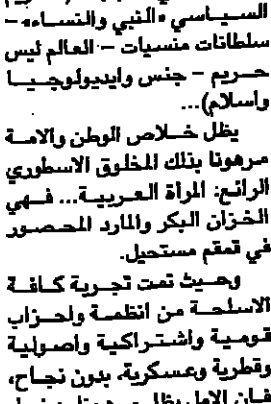 السياسي «النبي والنساء» –
سلطانات منسيات – العالم ليس
حريم – جنس وايديولوجيا
واسلام)...
يظل خلاص الوطن والامة
مرهونا بذلك المخلوق الاسطوري
الرائع: المرأة العربية... فهي
الخزان البكر والمارد المحصور
في قمقم مستحيل.
وحيث تمت تجربة كافة
الاسلحة من انظمة واحزاب
قومية واشتراكية واصولية
وقطرية وعسكرية. بدون نجاح،